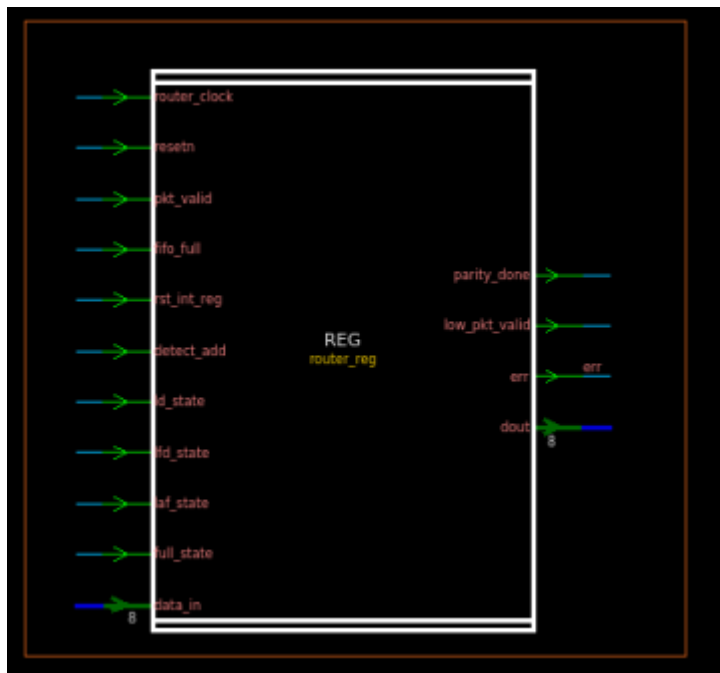 router_clock
resetn
pkt_valid
fifo_full
rst_int_reg
detect_add
ld_state
lfd_state
laf_state
full_state
data_in
8
REG
router_reg
parity_done
low_pkt_valid
err
err
dout
8